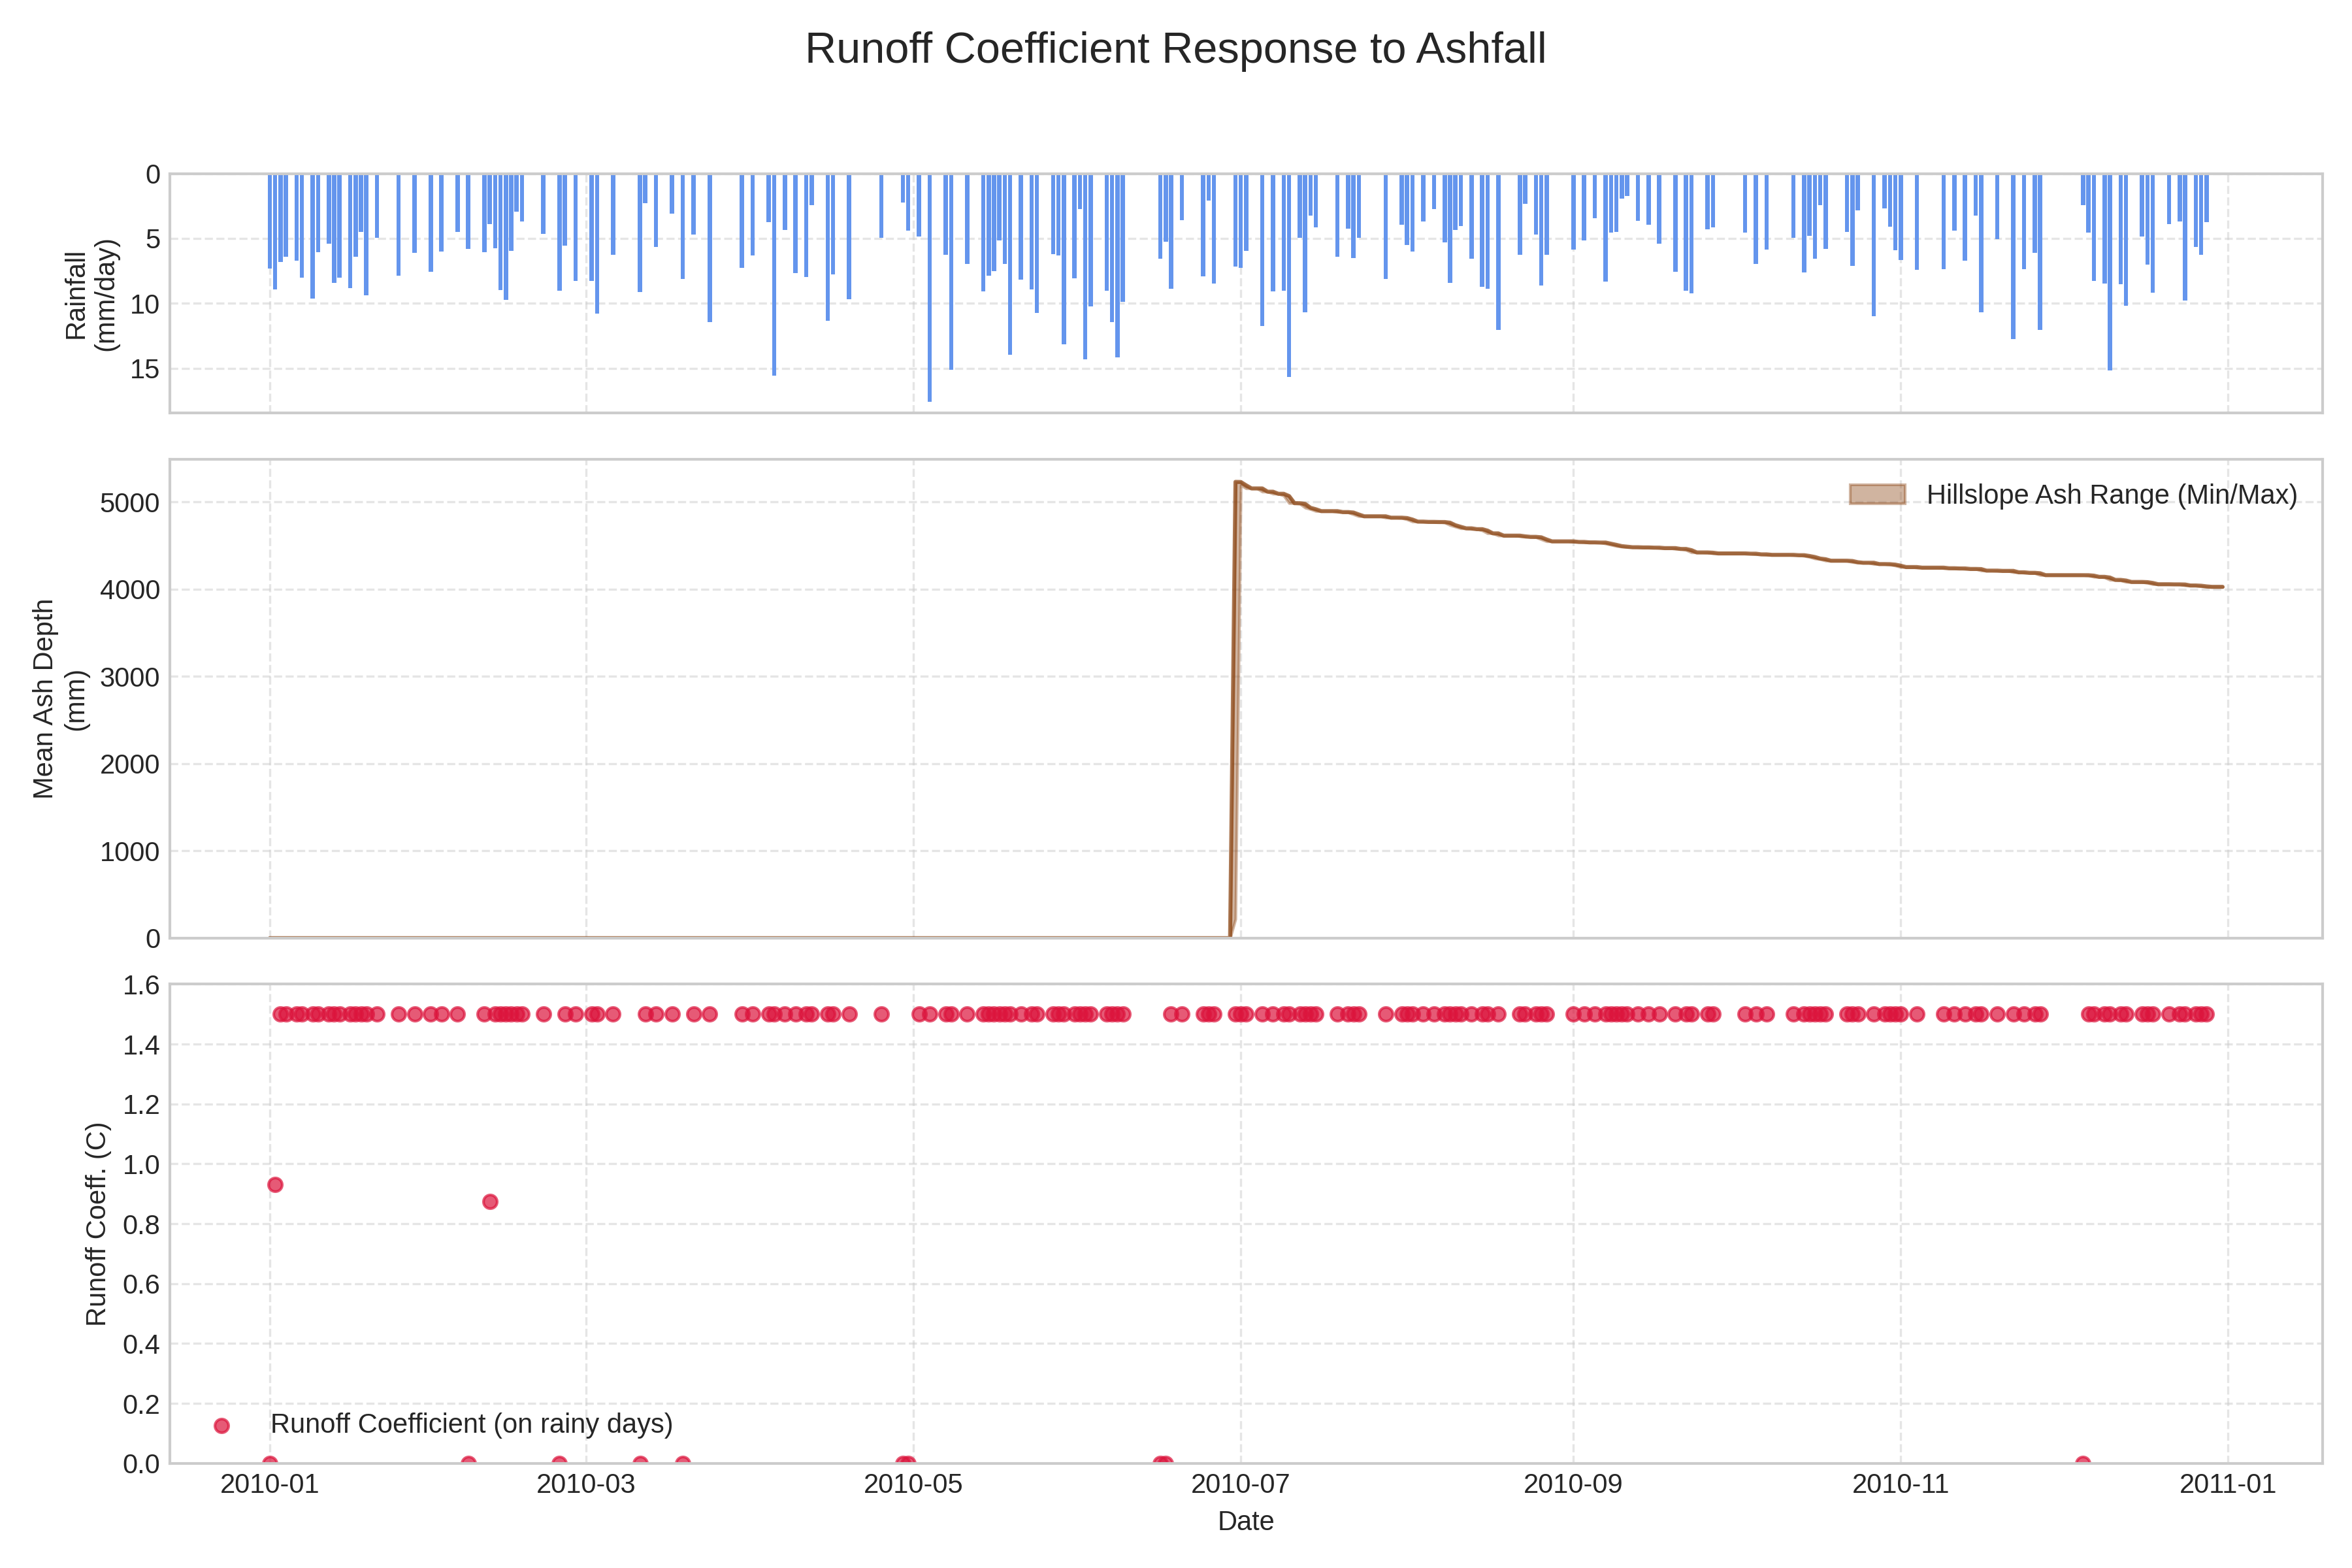 Runoff Coefficient Response to Ashfall
Rainfall
(mm/day)
0
5
10
15
Mean Ash Depth
(mm)
5000
4000
3000
2000
1000
0
Hillslope Ash Range (Min/Max)
Runoff Coeff. (C)
1.6
1.4
1.2
1.0
0.8
0.6
0.4
0.2
0.0
Runoff Coefficient (on rainy days)
2010-01 2010-03 2010-05 2010-07 2010-09 2010-11 2011-01
Date